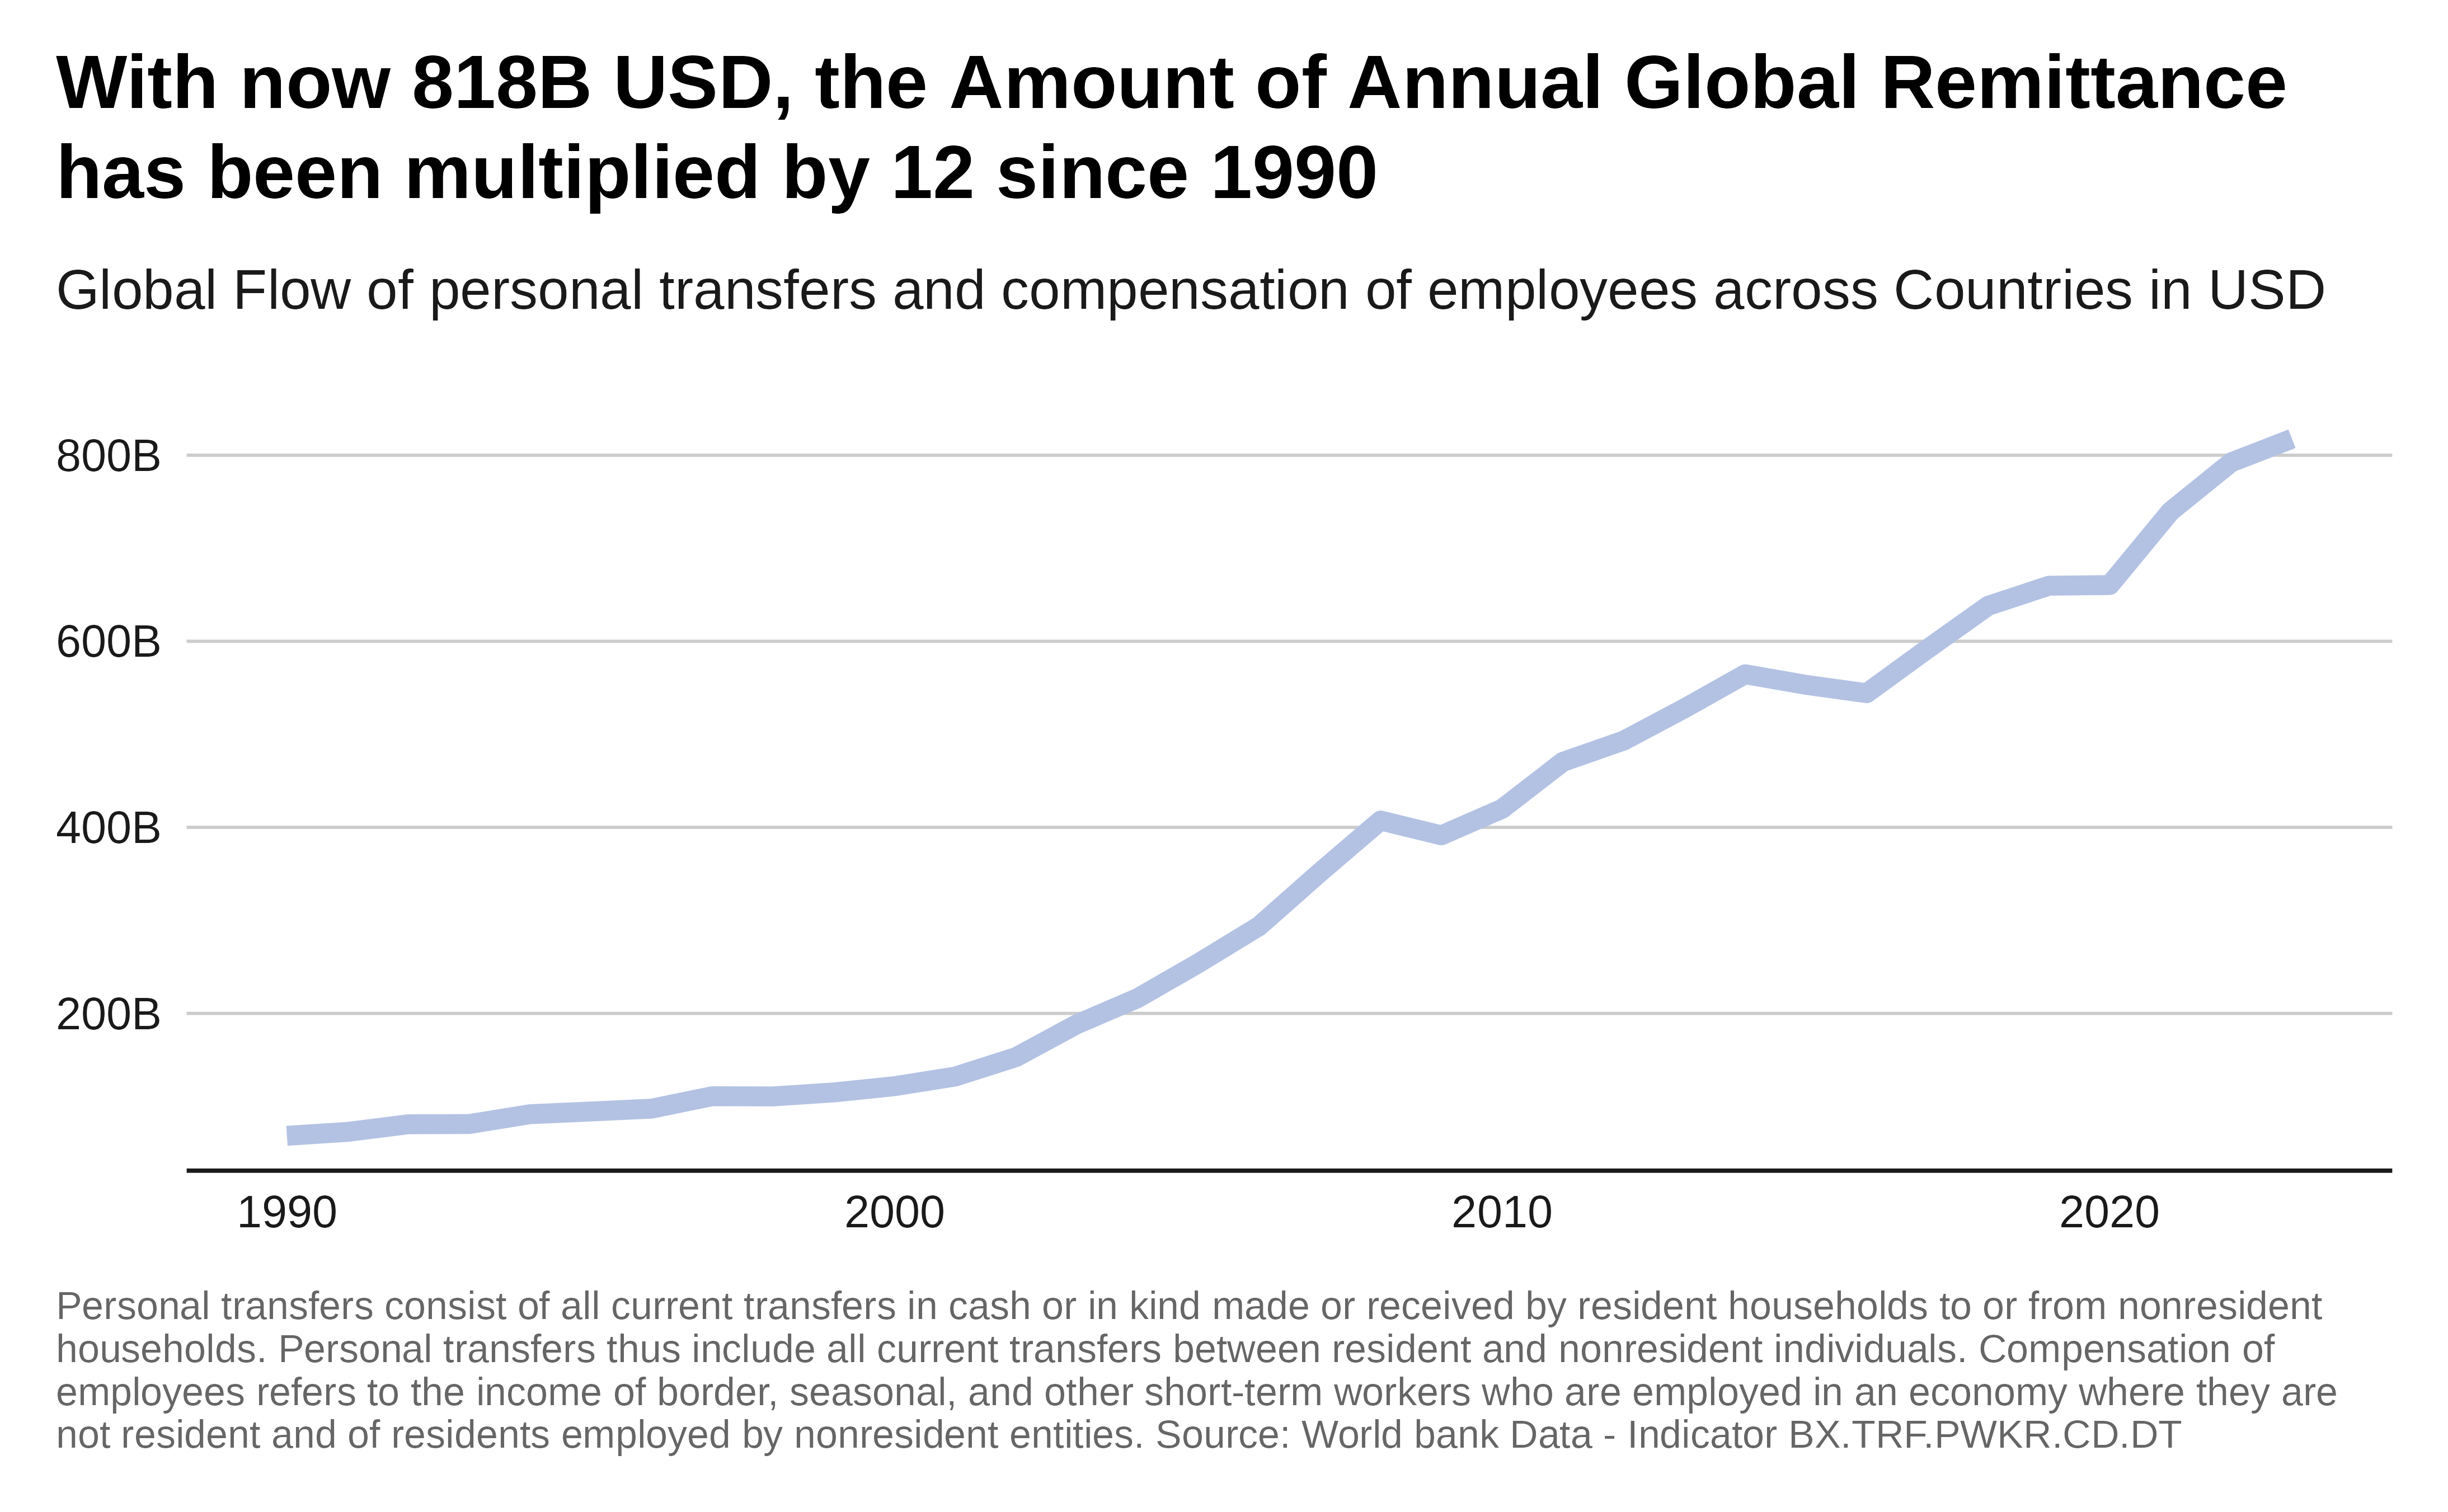 With now 818B USD, the Amount of Annual Global Remittance
has been multiplied by 12 since 1990
Global Flow of personal transfers and compensation of employees across Countries in USD
800B
600B
400B
200B
1990 2000 2010 2020
Personal transfers consist of all current transfers in cash or in kind made or received by resident households to or from nonresident
households. Personal transfers thus include all current transfers between resident and nonresident individuals. Compensation of
employees refers to the income of border, seasonal, and other short-term workers who are employed in an economy where they are
not resident and of residents employed by nonresident entities. Source: World bank Data - Indicator BX.TRF.PWKR.CD.DT